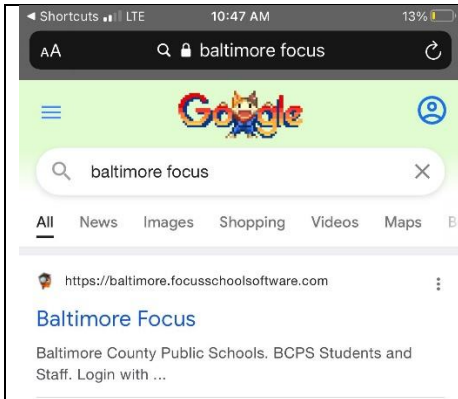 ◄ Shortcuts LTE 10:47 AM 13%
AA baltimore focus
Google
baltimore focus
All News Images Shopping Videos Maps B
https://baltimore.focusschoolsoftware.com
Baltimore Focus
Baltimore County Public Schools. BCPS Students and
Staff. Login with ...